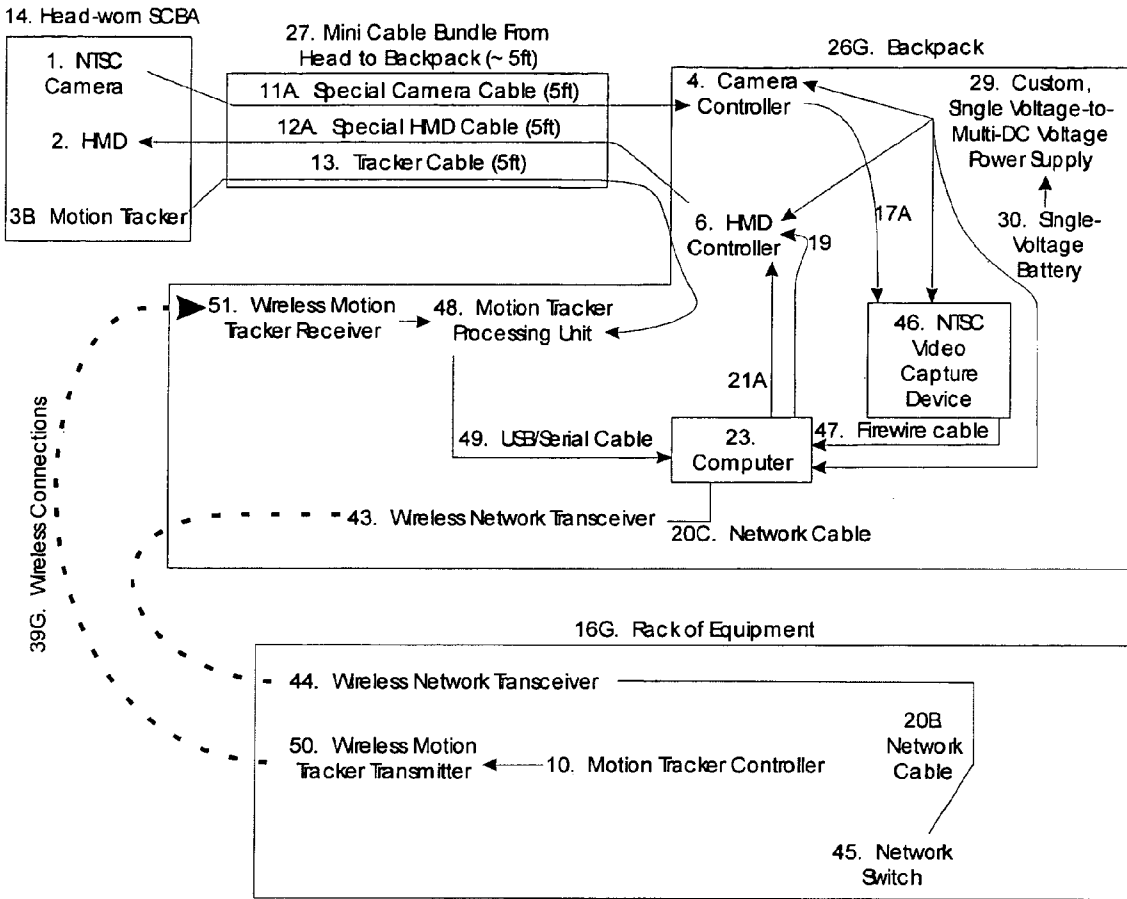 14. Head-worn SCBA
1. NTSC
Camera
2. HMD
3B. Motion Tracker
27. Mini Cable Bundle From
Head to Backpack (~ 5ft)
11A. Special Camera Cable (5ft)
12A. Special HMD Cable (5ft)
13. Tracker Cable (5ft)
26G. Backpack
4. Camera
Controller
29. Custom,
Single Voltage-to-
Multi-DC Voltage
Power Supply
17A
30. Single-
Voltage
Battery
6. HMD
Controller
19
51. Wireless Motion
Tracker Receiver
48. Motion Tracker
Processing Unit
46. NTSC
Video
Capture
Device
21A
49. USB/Serial Cable
23.
Computer
47. Firewire cable
43. Wireless Network Transceiver
20C. Network Cable
39G. Wireless Connections
16G. Rack of Equipment
44. Wireless Network Transceiver
20B.
Network
Cable
50. Wireless Motion
Tracker Transmitter
10. Motion Tracker Controller
45. Network
Switch